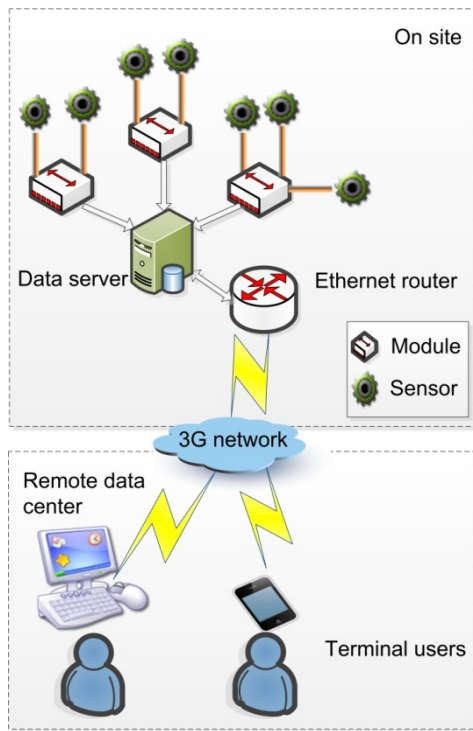 On site
Data server
Ethernet router
Module
Sensor
3G network
Remote data
center
Terminal users